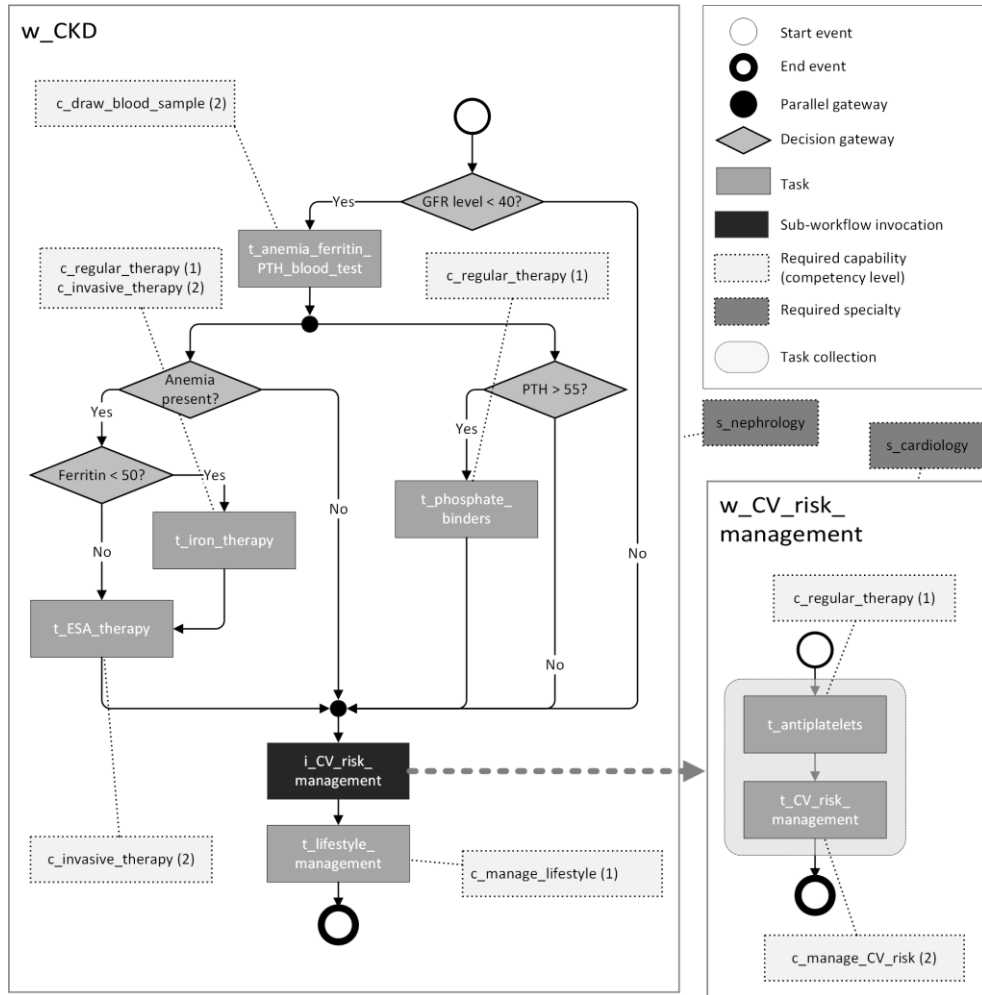 w_CKD
c_draw_blood_sample (2)
GFR level < 40?
Yes
t_anemia_ferritin_
PTH_blood_test
c_regular_therapy (1)
c_invasive_therapy (2)
c_regular_therapy (1)
Anemia
present?
PTH > 55?
Yes
Yes
Ferritin < 50?
Yes
t_phosphate_
binders
No
t_iron_therapy
No
No
t_ESA_therapy
No
i_CV_risk_
management
t_lifestyle_
management
c_invasive_therapy (2)
c_manage_lifestyle (1)
Start event
End event
Parallel gateway
Decision gateway
Task
Sub-workflow invocation
Required capability
(competency level)
Required specialty
Task collection
s_nephrology
s_cardiology
w_CV_risk_
management
c_regular_therapy (1)
t_antiplatelets
t_CV_risk_
management
c_manage_CV_risk (2)